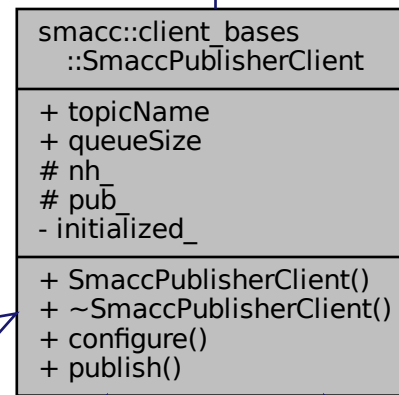 smacc::client_bases
::SmaccPublisherClient
+ topicName
+ queueSize
# nh_
# pub_
- initialized_
+ SmaccPublisherClient()
+ ~SmaccPublisherClient()
+ configure()
+ publish()